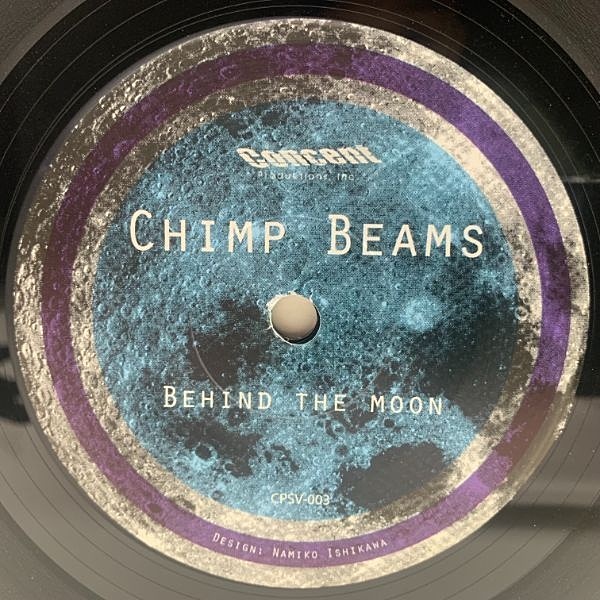 Concent
Productions, Inc.
CHIMP BEAMS
BEHIND THE MOON
CPSV-003
DESIGN: NAMIKO ISHIKAWA